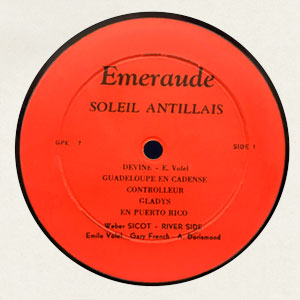 Emeraude
SOLEIL ANTILLAIS
GPE 7
SIDE 1
DEVINE - E. Volel
GUADELOUPE EN CADENSE
CONTROLLEUR
GLADYS
EN PUERTO RICO
Weber SICOT - RIVER SIDE
Emile Volel - Gary French - A. Dorismond